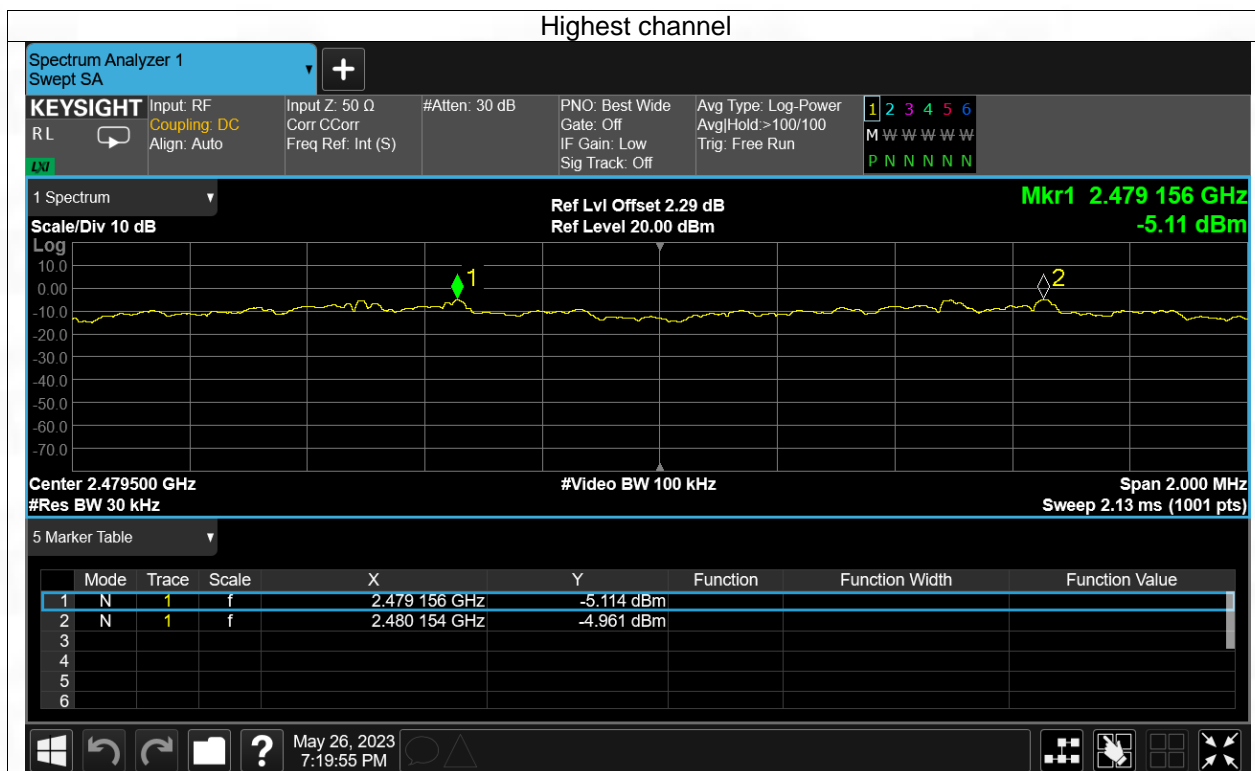 Highest channel
Spectrum Analyzer 1
Swept SA
KEYSIGHT
RL
LXI
Input: RF
Coupling: DC
Align: Auto
Input Z: 50 Ω
Corr CCorr
Freq Ref: Int (S)
#Atten: 30 dB
PNO: Best Wide
Gate: Off
IF Gain: Low
Sig Track: Off
Avg Type: Log-Power
Avg|Hold:>100/100
Trig: Free Run
1 2 3 4 5 6
M W W W W W
P N N N N N
1 Spectrum
Scale/Div 10 dB
Ref Lvl Offset 2.29 dB
Ref Level 20.00 dBm
Mkr1 2.479 156 GHz
-5.11 dBm
Log
10.0
0.00
-10.0
-20.0
-30.0
-40.0
-50.0
-60.0
-70.0
1
2
Center 2.479500 GHz
#Res BW 30 kHz
#Video BW 100 kHz
Span 2.000 MHz
Sweep 2.13 ms (1001 pts)
5 Marker Table
Mode Trace Scale X Y Function Function Width Function Value
1 N 1 f 2.479 156 GHz -5.114 dBm
2 N 1 f 2.480 154 GHz -4.961 dBm
3
4
5
6
?
May 26, 2023
7:19:55 PM